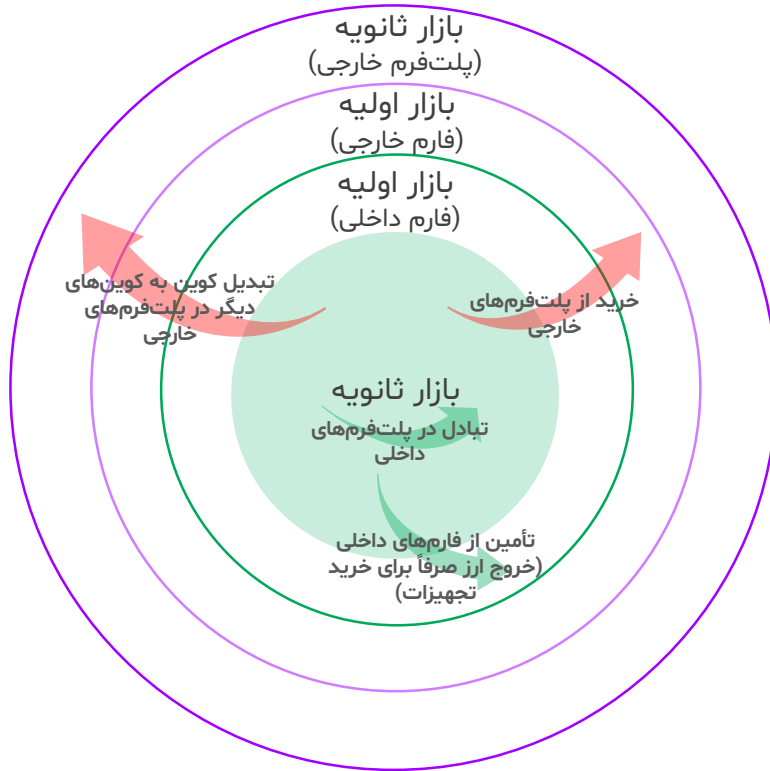 بازار ثانویه
(پلت‌فرم خارجی)
بازار اولیه
(فارم خارجی)
بازار اولیه
(فارم داخلی)
تبدیل کوین به کوین‌های
دیگر در پلت‌فرم‌های
خارجی
خرید از پلت‌فرم‌های
خارجی
بازار ثانویه
تبادل در پلت‌فرم‌های
داخلی
تأمین از فارم‌های داخلی
(خروج ارز صرفاً برای خرید
تجهیزات)